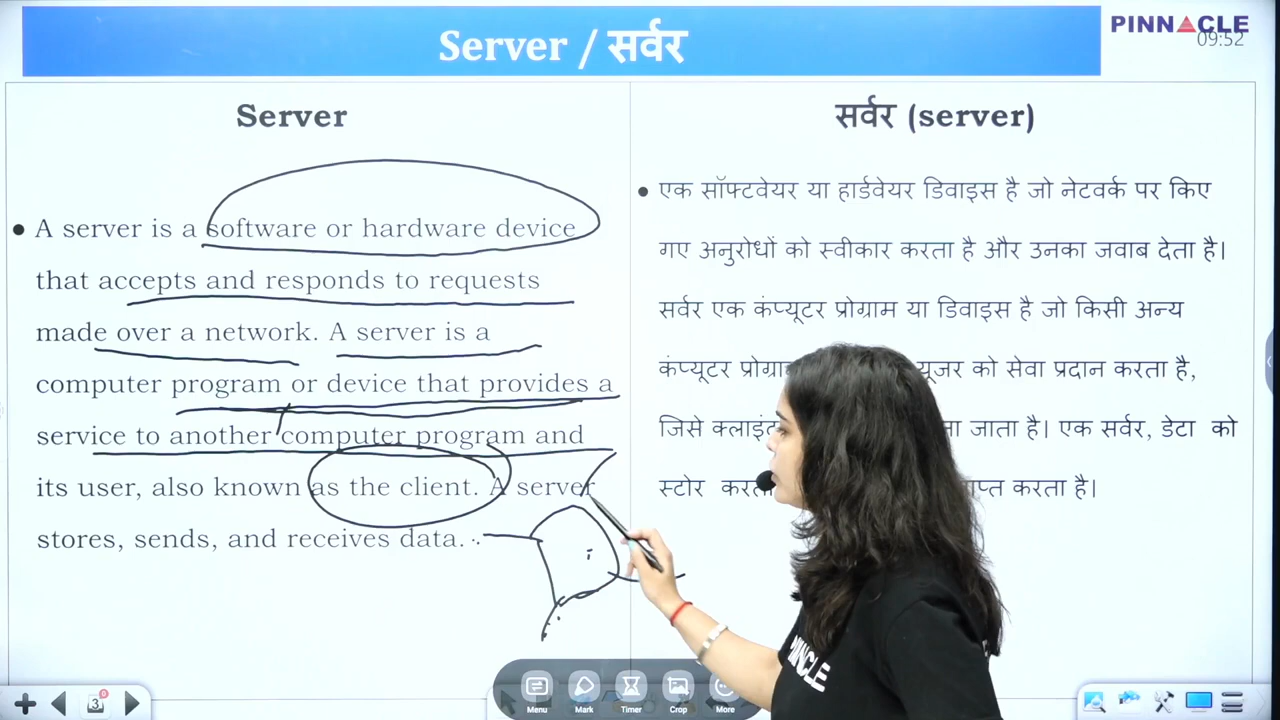 Server / सर्वर
PINNACLE
09:52
Server
A server is a software or hardware device
that accepts and responds to requests
made over a network. A server is a
computer program or device that provides a
service to another computer program and
its user, also known as the client. A server
stores, sends, and receives data.
सर्वर (server)
एक सॉफ्टवेयर या हार्डवेयर डिवाइस है जो नेटवर्क पर किए
गए अनुरोधों को स्वीकार करता है और उनका जवाब देता है।
सर्वर एक कंप्यूटर प्रोग्राम या डिवाइस है जो किसी अन्य
कंप्यूटर को सेवा प्रदान करता है,
जिसे जाता है। एक सर्वर, डेटा को
स्टोर करता है।
3
0
Menu Mark Timer Crop More